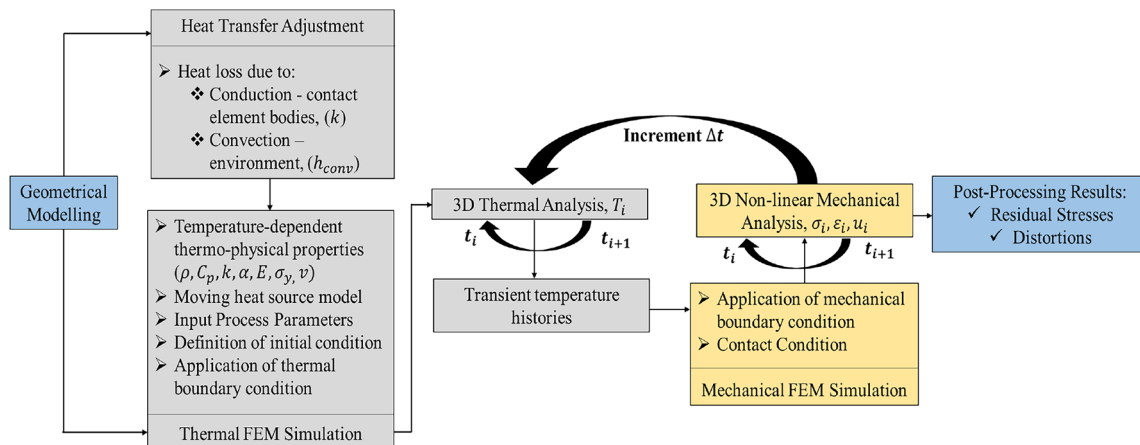 Heat Transfer Adjustment
➢ Heat loss due to:
❖ Conduction - contact
element bodies, (k)
❖ Convection –
environment, (h_conv)
Geometrical
Modelling
➢ Temperature-dependent
thermo-physical properties
(ρ, C_p, k, α, E, σ_y, v)
➢ Moving heat source model
➢ Input Process Parameters
➢ Definition of initial condition
➢ Application of thermal
boundary condition
Thermal FEM Simulation
Increment Δt
3D Thermal Analysis, T_i
t_i
t_{i+1}
Transient temperature
histories
3D Non-linear Mechanical
Analysis, σ_i, ε_i, u_i
t_i
t_{i+1}
➢ Application of mechanical
boundary condition
➢ Contact Condition
Mechanical FEM Simulation
Post-Processing Results:
✓ Residual Stresses
✓ Distortions